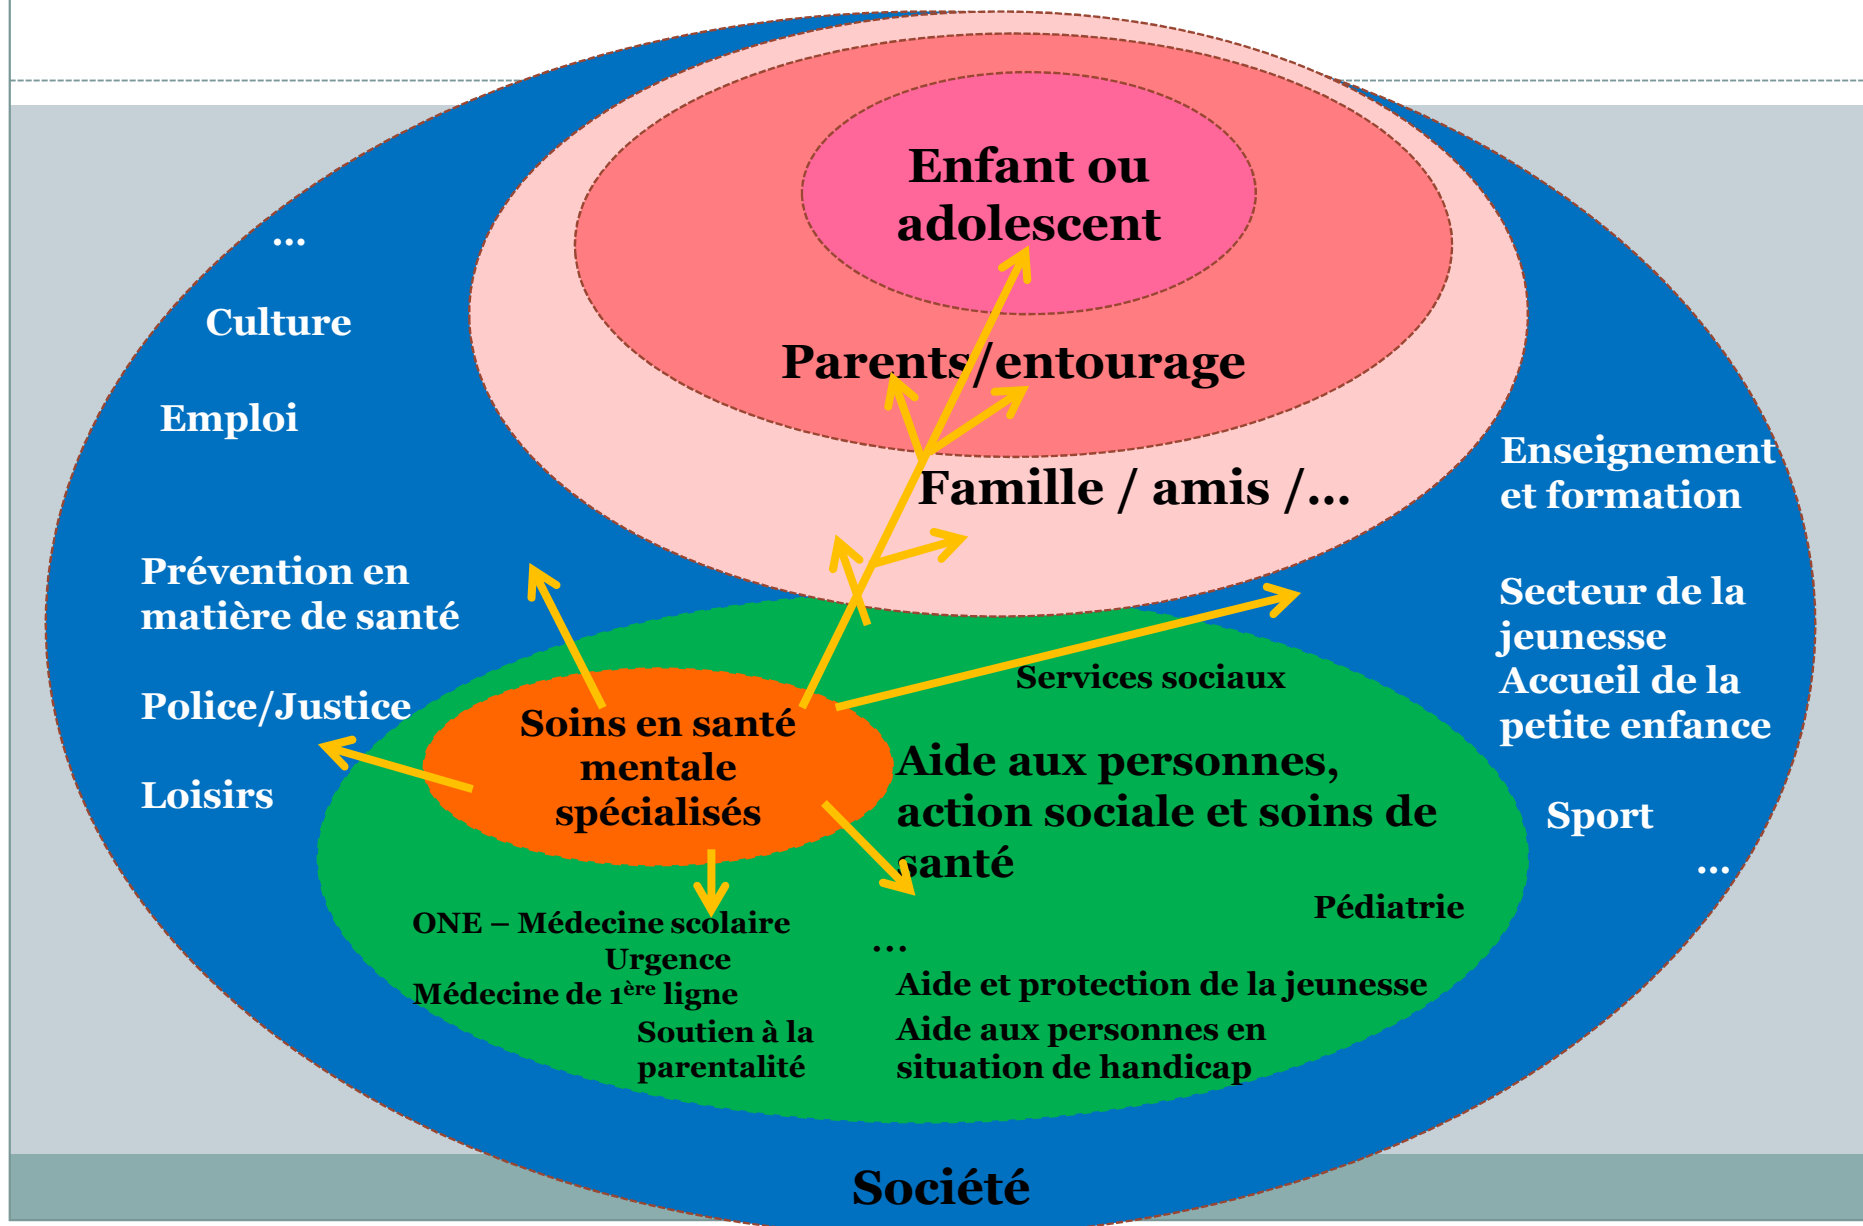 Enfant ou
adolescent
Parents/entourage
Famille / amis /...
...
Culture
Emploi
Prévention en
matière de santé
Police/Justice
Loisirs
Enseignement
et formation
Secteur de la
jeunesse
Accueil de la
petite enfance
Sport
...
Services sociaux
Soins en santé
mentale
spécialisés
Aide aux personnes,
action sociale et soins de
santé
Pédiatrie
ONE – Médecine scolaire
Urgence
Médecine de 1ère ligne
Soutien à la
parentalité
...
Aide et protection de la jeunesse
Aide aux personnes en
situation de handicap
Société